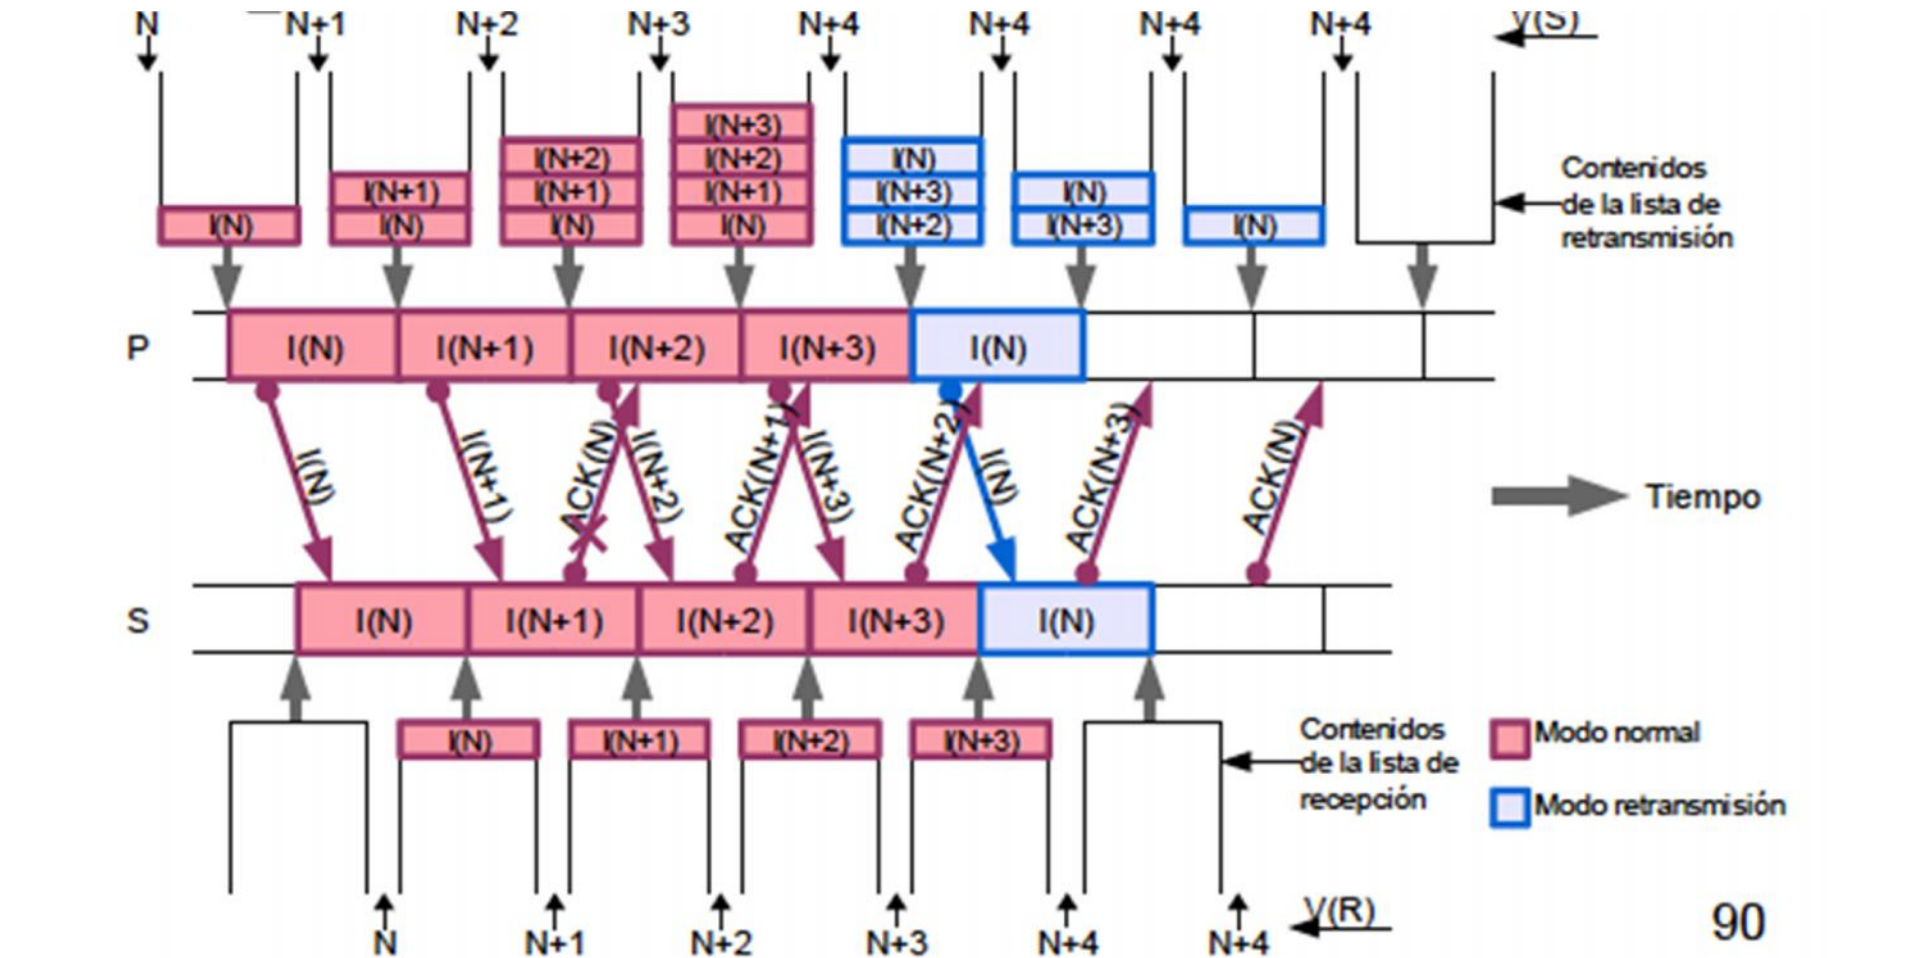 N N+1 N+2 N+3 N+4 N+4 N+4 N+4 V(S)
I(N+3)
I(N+2) I(N+2) I(N)
I(N+1) I(N+1) I(N+1) I(N+3) I(N)
I(N) I(N) I(N) I(N) I(N+2) I(N+3) I(N)
Contenidos
de la lista de
retransmisión
P I(N) I(N+1) I(N+2) I(N+3) I(N)
I(N) I(N+1) ACK(N) I(N+2) ACK(N+1) I(N+3) ACK(N+2) I(N) ACK(N+3) ACK(N)
Tiempo
S I(N) I(N+1) I(N+2) I(N+3) I(N)
I(N) I(N+1) I(N+2) I(N+3)
Contenidos
de la lista de
recepción
Modo normal
Modo retransmisión
N N+1 N+2 N+3 N+4 N+4 V(R)
90